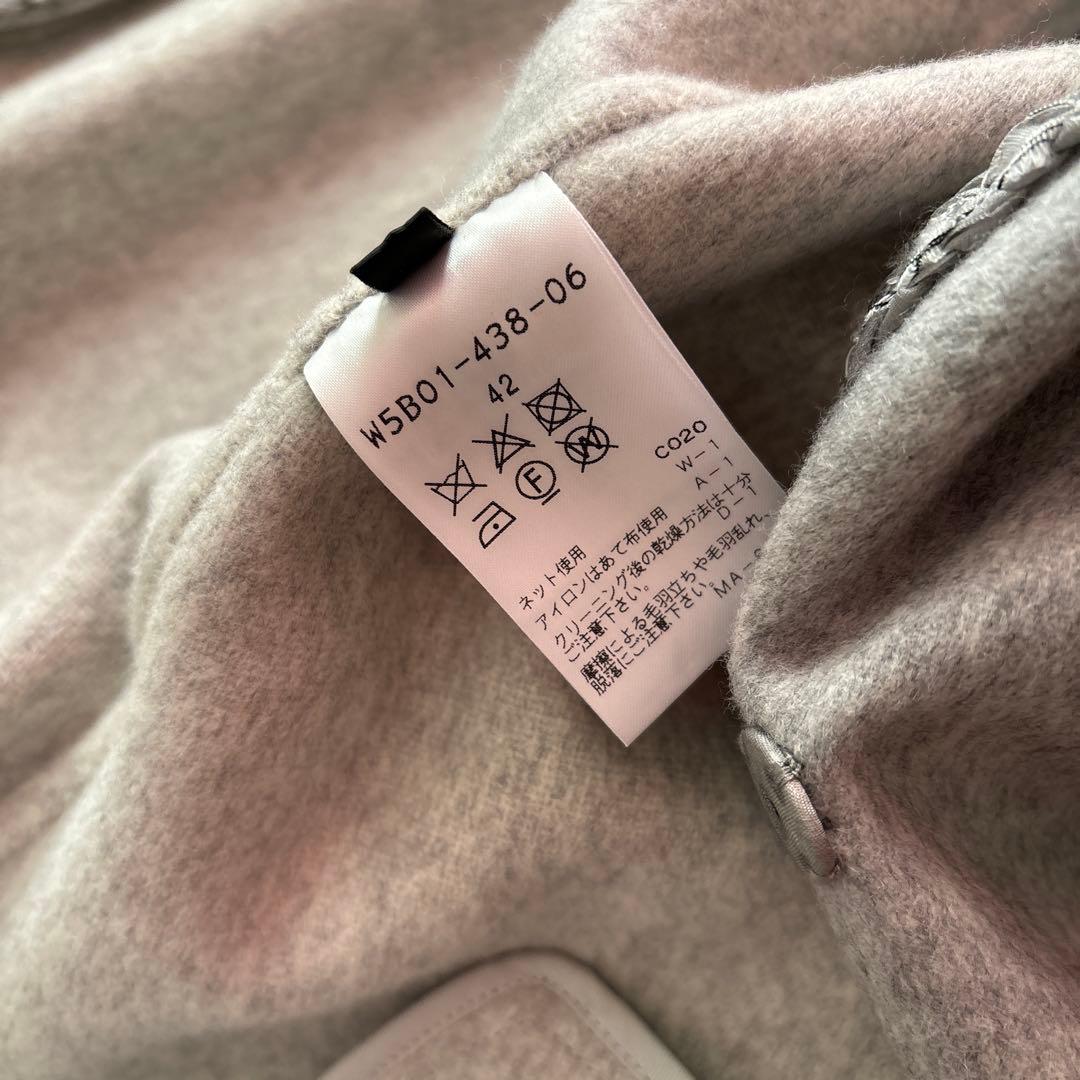 W5B01-438-06
42
F W
C020
W-1
A-1
D-1
ネット使用
アイロンはあて布使用
クリーニング後の乾燥方法は十分
ご注意下さい。
摩擦による毛羽立ちや毛羽乱れ、
脱落にご注意下さい。
MA-